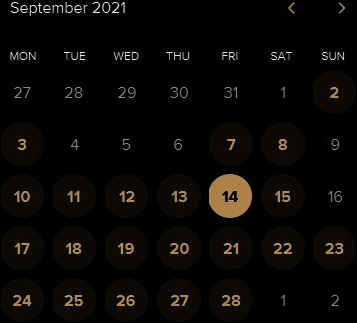 September 2021
MON TUE WED THU FRI SAT SUN
27 28 29 30 31 1 2
3 4 5 6 7 8 9
10 11 12 13 14 15 16
17 18 19 20 21 22 23
24 25 26 27 28 1 2